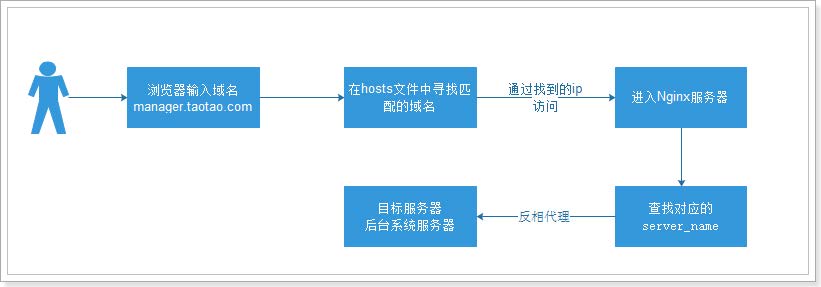 浏览器输入域名
manager.taotao.com
在hosts文件中寻找匹
配的域名
通过找到的ip
访问
进入Nginx服务器
查找对应的
server_name
反相代理
目标服务器
后台系统服务器